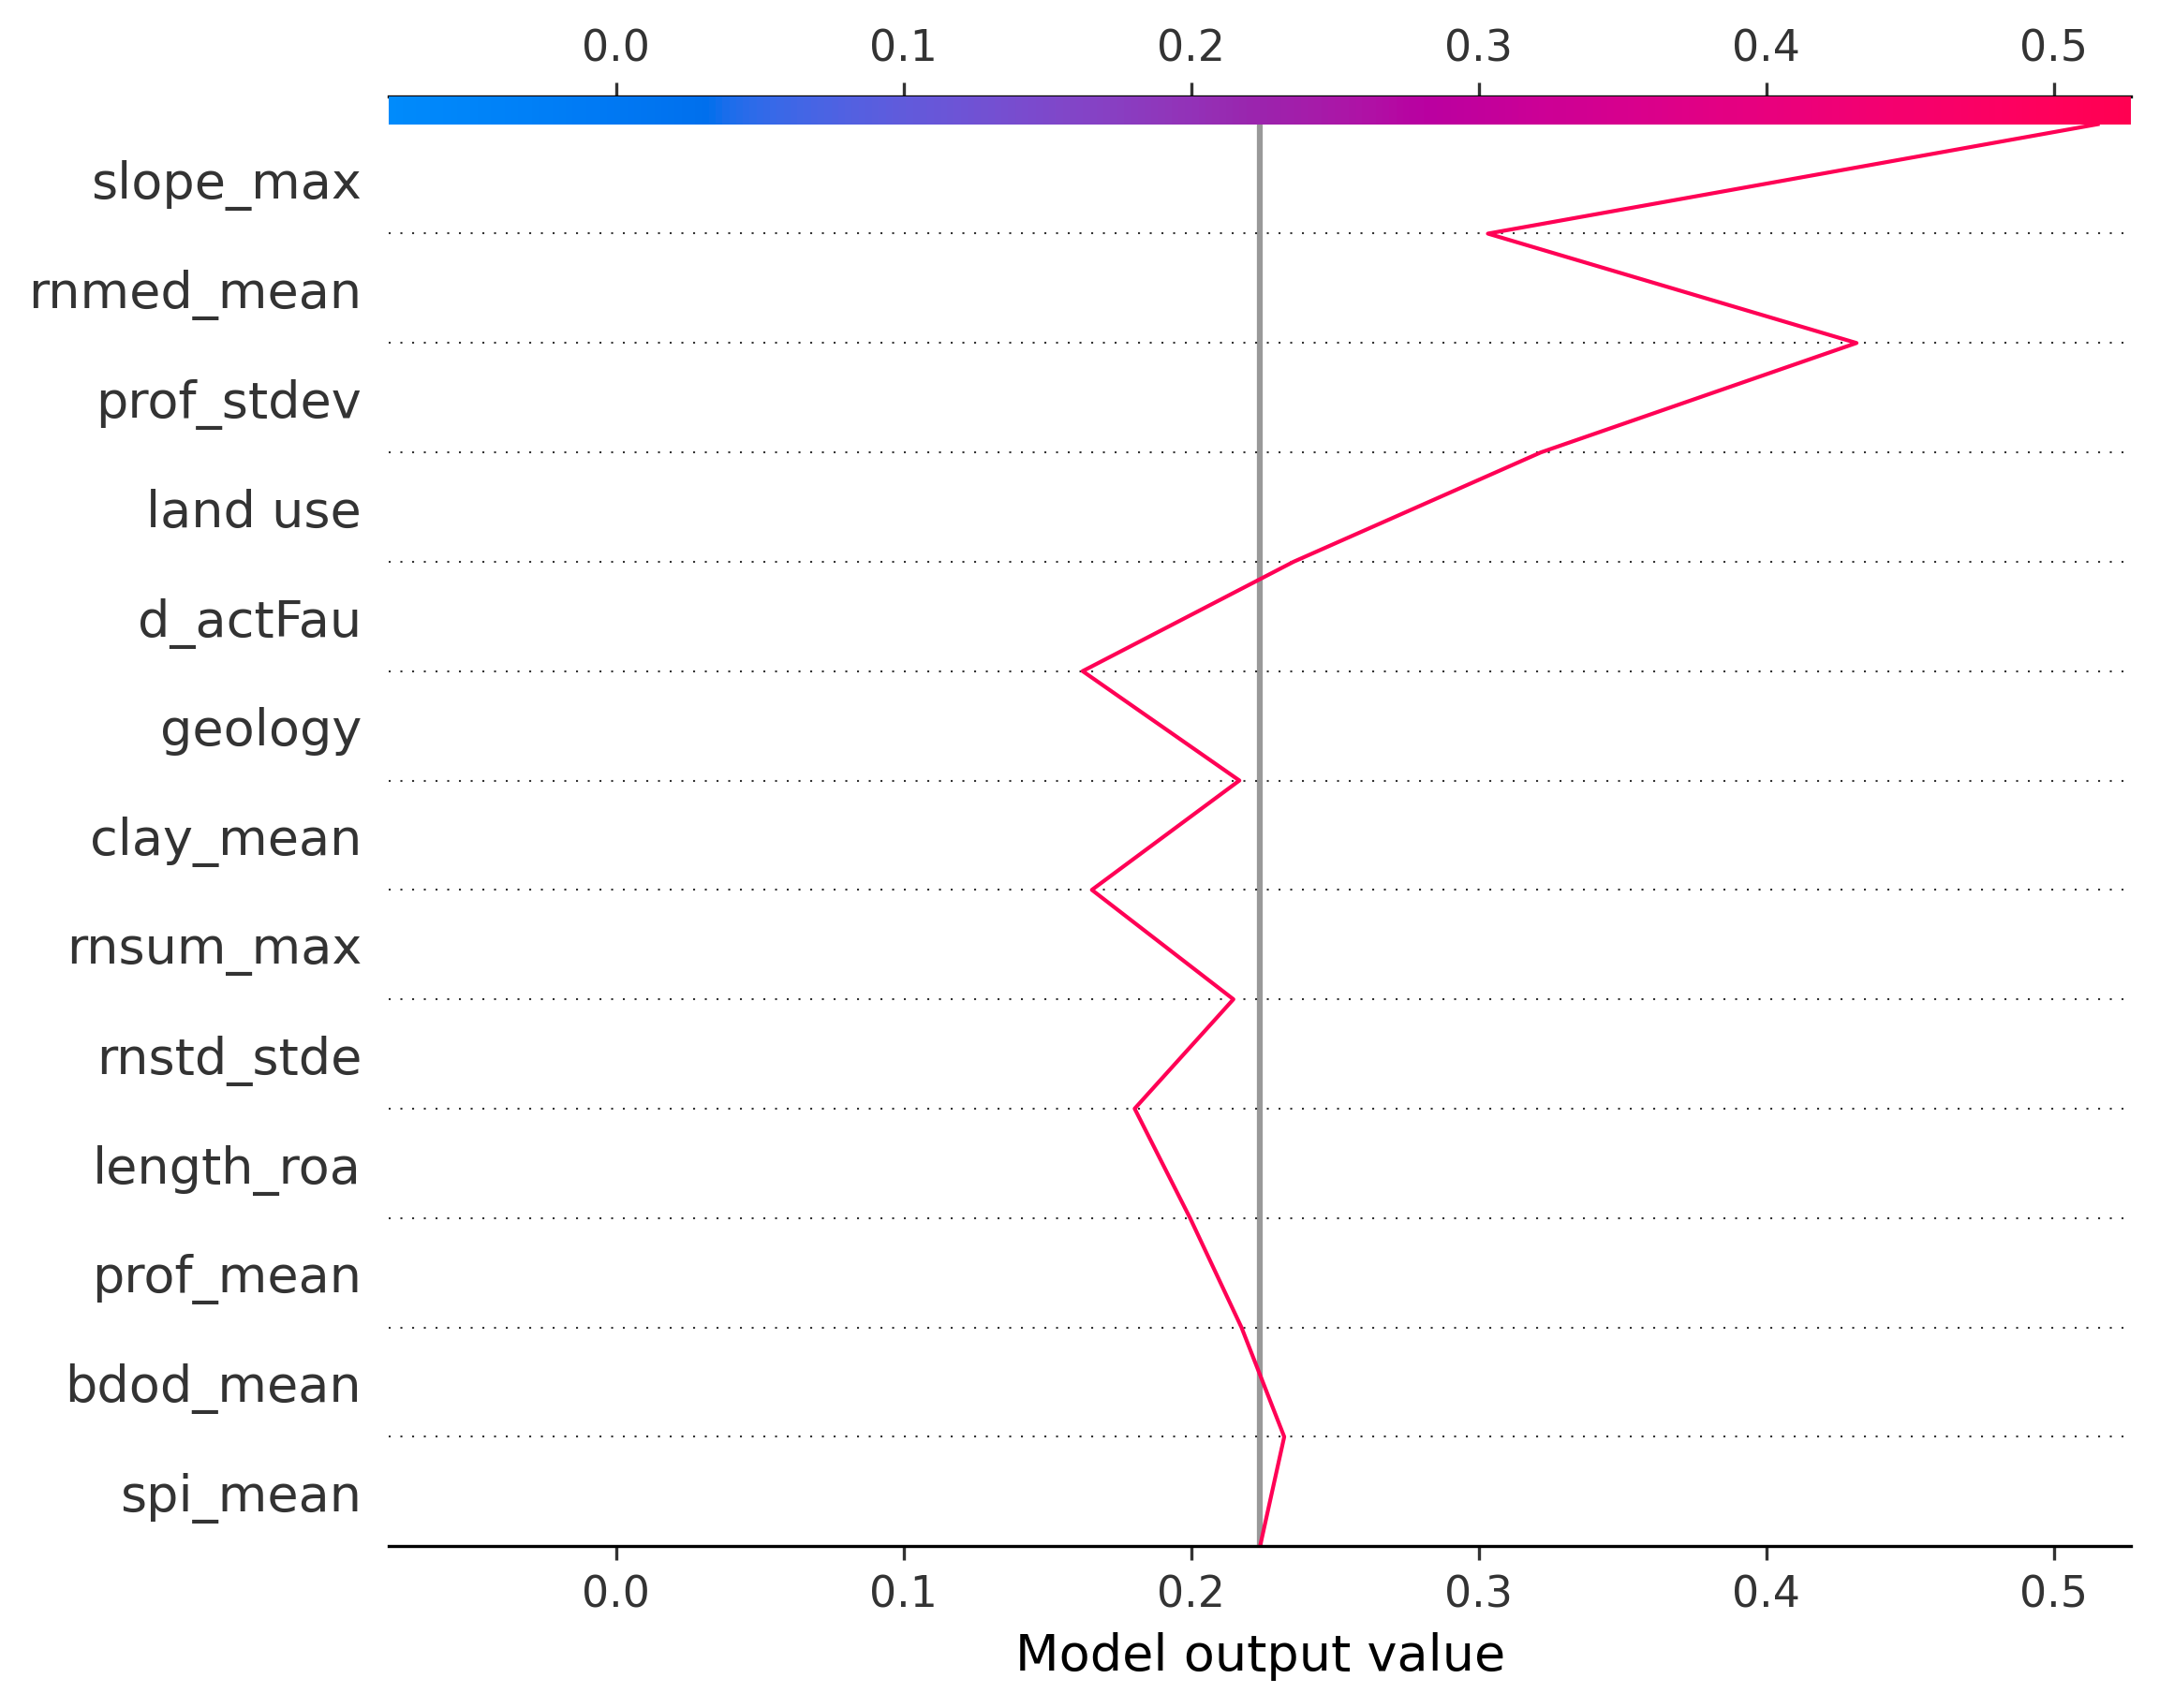 0.0 0.1 0.2 0.3 0.4 0.5
slope_max
rnmed_mean
prof_stdev
land use
d_actFau
geology
clay_mean
rnsum_max
rnstd_stde
length_roa
prof_mean
bdod_mean
spi_mean
0.0 0.1 0.2 0.3 0.4 0.5
Model output value